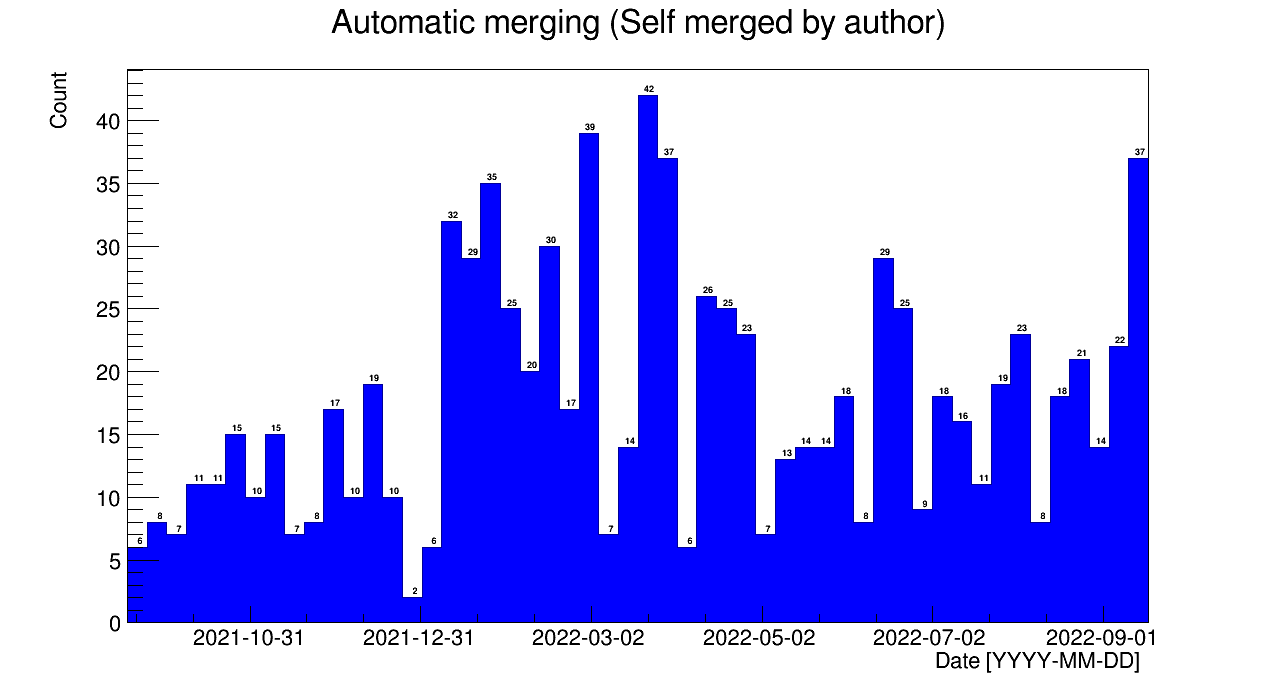 Automatic merging (Self merged by author)
Count
40
35
30
25
20
15
10
5
0
6 8 7 11 11 15 10 15 7 8 17 10 19 10 2 6 32 29 35 25 20 30 17 39 7 14 42 37 6 26 25 23 7 13 14 14 18 8 29 25 9 18 16 11 19 23 8 18 21 14 22 37
2021-10-31 2021-12-31 2022-03-02 2022-05-02 2022-07-02 2022-09-01
Date [YYYY-MM-DD]